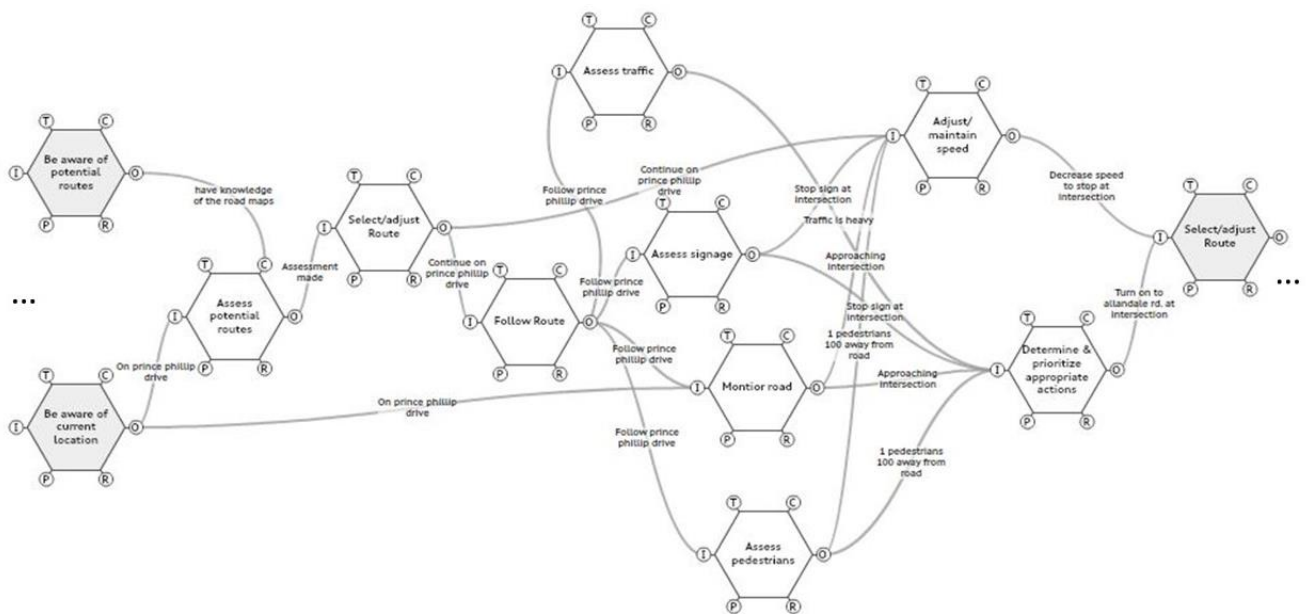 T
C
Assess traffic
I
O
P
R
T
C
Adjust/
maintain
speed
I
O
P
R
T
C
Be aware of
potential
routes
I
O
P
R
have knowledge
of the road maps
T
C
Select/adjust
Route
I
O
P
R
Continue on
prince phillip
drive
Follow prince
phillip drive
Stop sign at
intersection
Traffic is heavy
Decrease speed
to stop at
intersection
T
C
Select/adjust
Route
I
O
P
R
T
C
Assess signage
I
O
P
R
Assessment
made
Continue on
prince phillip
drive
Follow prince
phillip drive
Approaching
intersection
...
T
C
Assess
potential
routes
I
O
P
R
T
C
Follow Route
I
O
P
R
Stop sign at
intersection
Turn on to
allandale rd. at
intersection
...
1 pedestrians
100 away from
road
T
C
Determine &
prioritize
appropriate
actions
I
O
P
R
On prince phillip
drive
Follow prince
phillip drive
T
C
Montior road
I
O
P
R
Approaching
intersection
T
C
Be aware of
current
location
I
O
P
R
On prince phillip
drive
Follow prince
phillip drive
1 pedestrians
100 away from
road
T
C
Assess
pedestrians
I
O
P
R